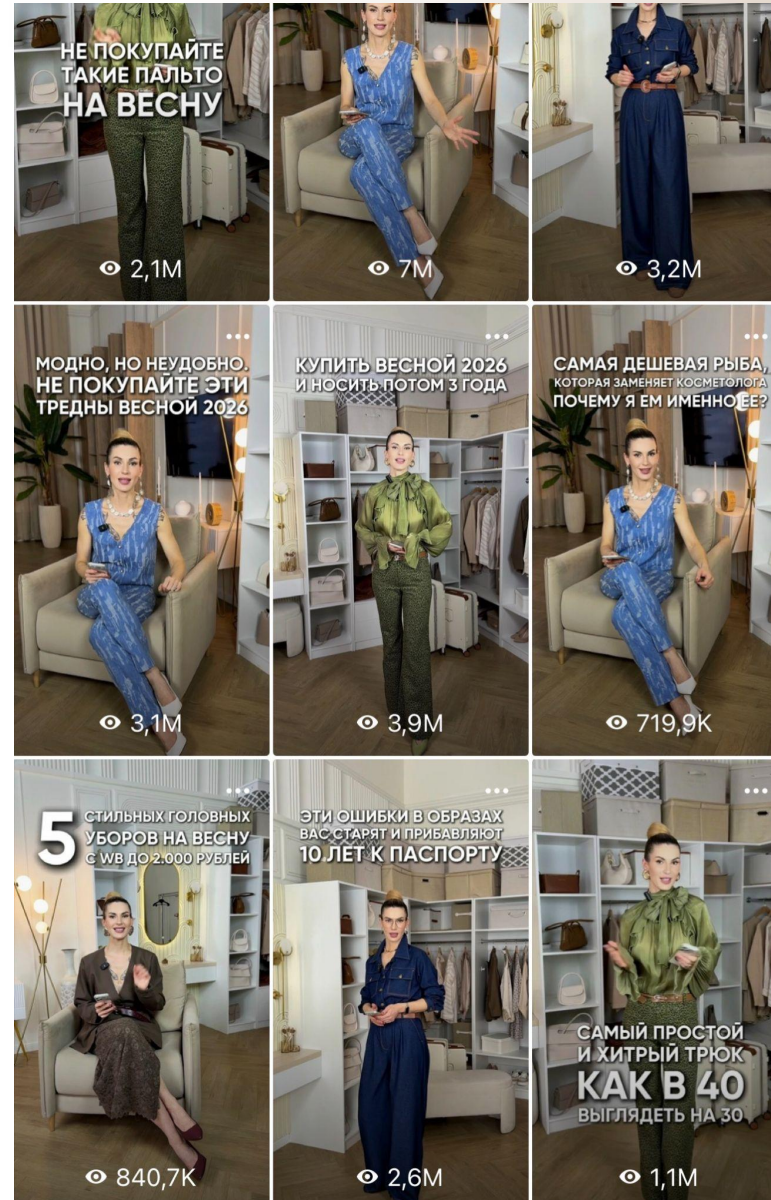 НЕ ПОКУПАЙТЕ
ТАКИЕ ПАЛЬТО
НА ВЕСНУ
2,1M
7M
3,2M
МОДНО, НО НЕУДОБНО.
НЕ ПОКУПАЙТЕ ЭТИ
ТРЕДНЫ ВЕСНОЙ 2026
3,1M
КУПИТЬ ВЕСНОЙ 2026
И НОСИТЬ ПОТОМ 3 ГОДА
3,9M
САМАЯ ДЕШЕВАЯ РЫБА,
КОТОРАЯ ЗАМЕНЯЕТ КОСМЕТОЛОГА
ПОЧЕМУ Я ЕМ ИМЕННО ЕЕ?
719,9K
5 СТИЛЬНЫХ ГОЛОВНЫХ
УБОРОВ НА ВЕСНУ
С WB ДО 2.000 РУБЛЕЙ
840,7K
ЭТИ ОШИБКИ В ОБРАЗАХ
ВАС СТАРЯТ И ПРИБАВЛЯЮТ
10 ЛЕТ К ПАСПОРТУ
2,6M
САМЫЙ ПРОСТОЙ
И ХИТРЫЙ ТРЮК
КАК В 40
ВЫГЛЯДЕТЬ НА 30
1,1M